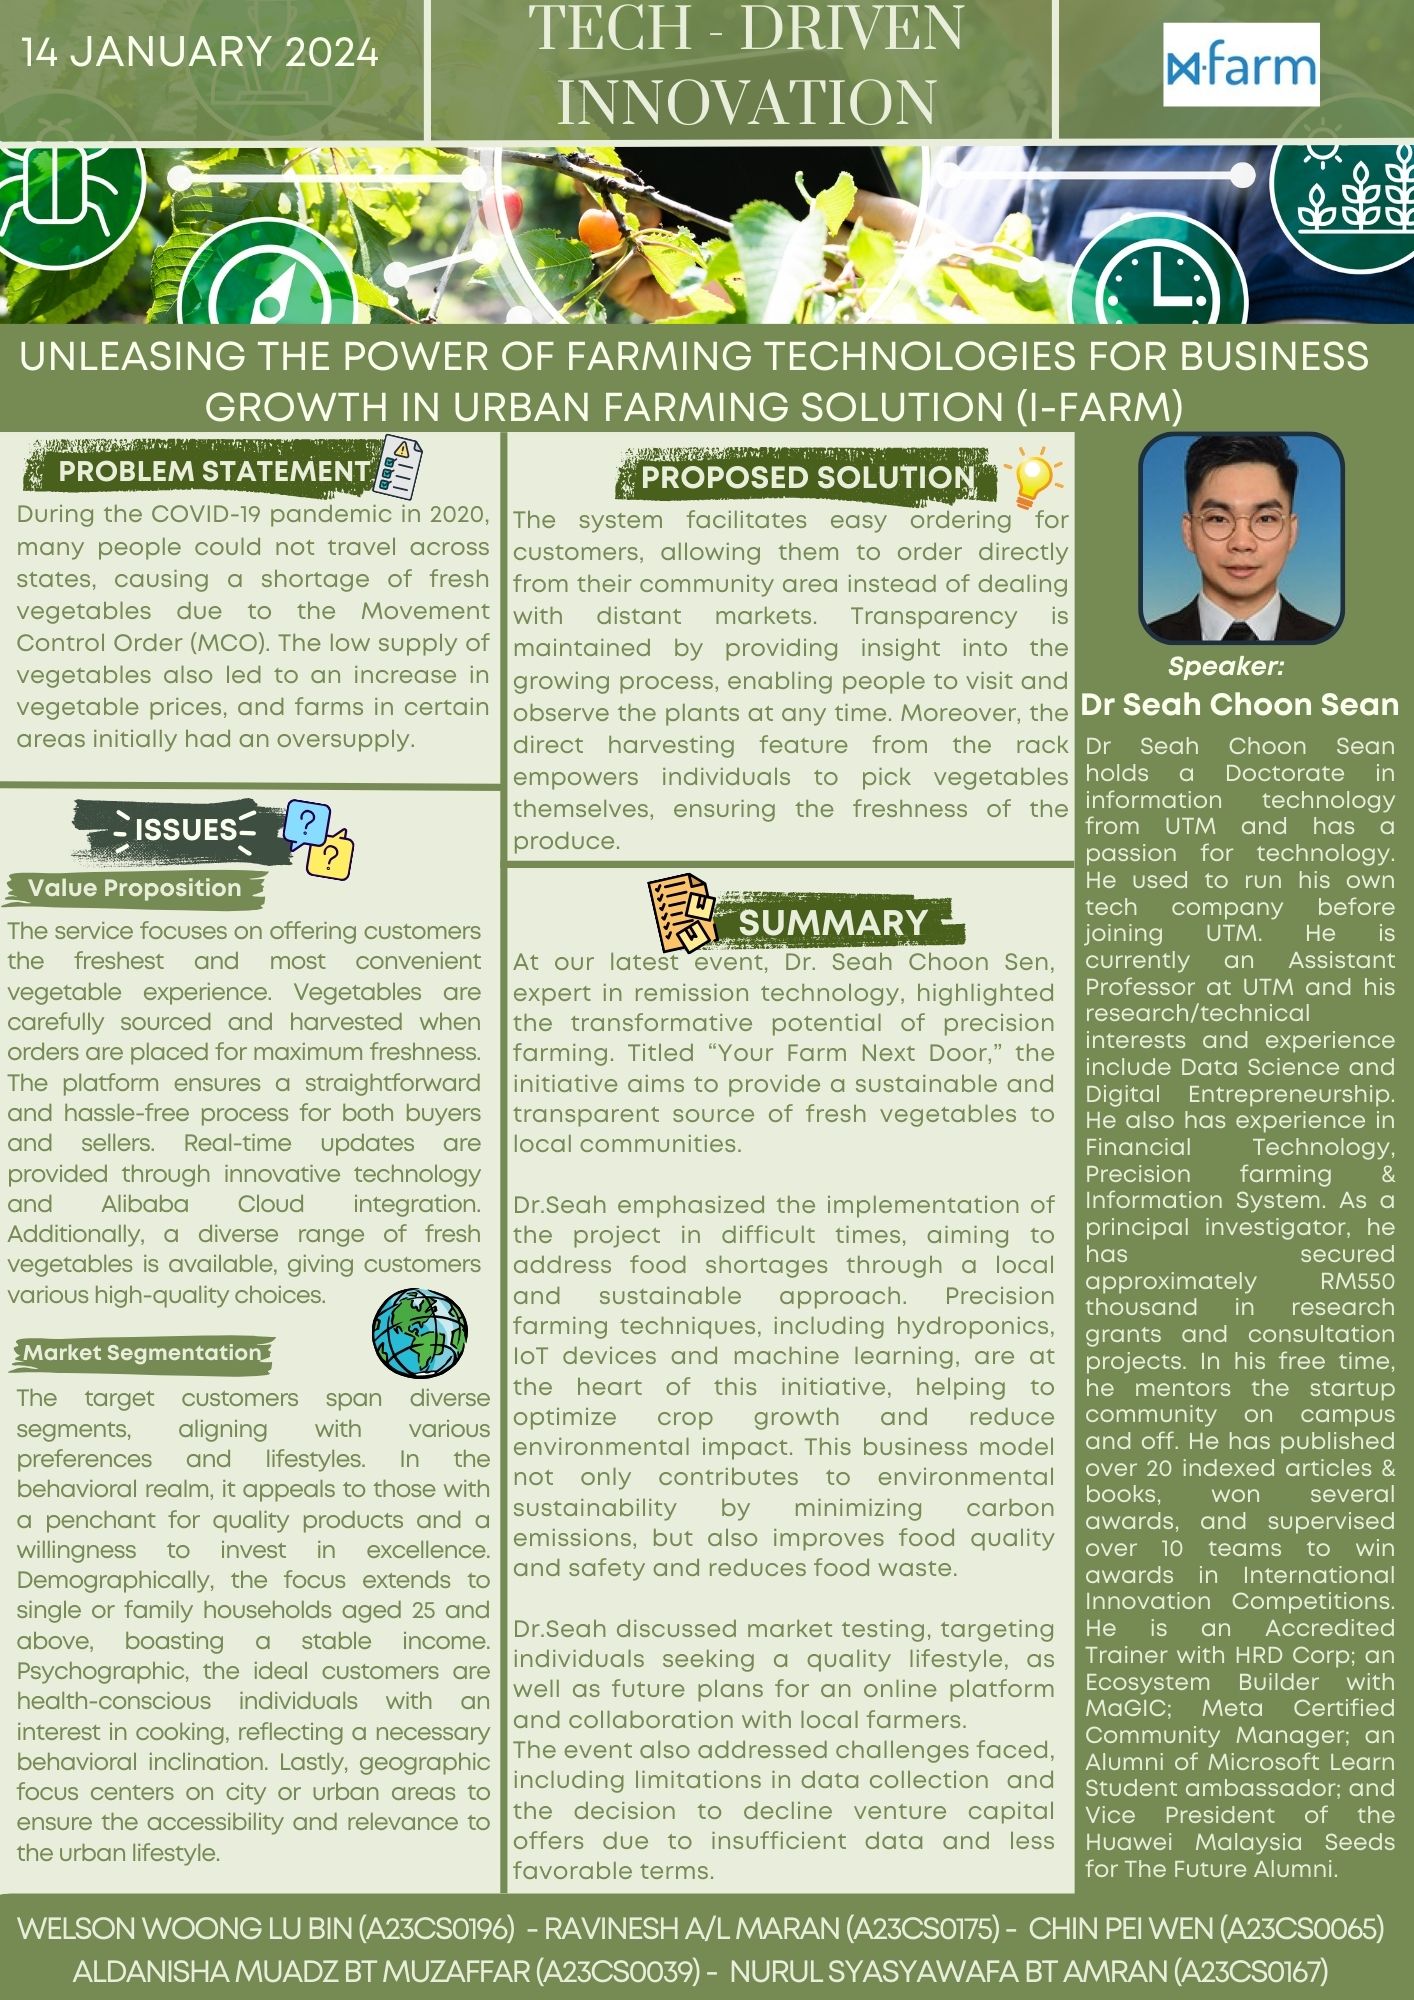 14 JANUARY 2024
TECH - DRIVEN
INNOVATION
farm
UNLEASING THE POWER OF FARMING TECHNOLOGIES FOR BUSINESS
GROWTH IN URBAN FARMING SOLUTION (I-FARM)
PROBLEM STATEMENT
During the COVID-19 pandemic in 2020,
many people could not travel across
states, causing a shortage of fresh
vegetables due to the Movement
Control Order (MCO). The low supply of
vegetables also led to an increase in
vegetable prices, and farms in certain
areas initially had an oversupply.
ISSUES
Value Proposition
The service focuses on offering customers
the freshest and most convenient
vegetable experience. Vegetables are
carefully sourced and harvested when
orders are placed for maximum freshness.
The platform ensures a straightforward
and hassle-free process for both buyers
and sellers. Real-time updates are
provided through innovative technology
and Alibaba Cloud integration.
Additionally, a diverse range of fresh
vegetables is available, giving customers
various high-quality choices.
Market Segmentation
The target customers span diverse
segments, aligning with various
preferences and lifestyles. In the
behavioral realm, it appeals to those with
a penchant for quality products and a
willingness to invest in excellence.
Demographically, the focus extends to
single or family households aged 25 and
above, boasting a stable income.
Psychographic, the ideal customers are
health-conscious individuals with an
interest in cooking, reflecting a necessary
behavioral inclination. Lastly, geographic
focus centers on city or urban areas to
ensure the accessibility and relevance to
the urban lifestyle.
PROPOSED SOLUTION
The system facilitates easy ordering for
customers, allowing them to order directly
from their community area instead of dealing
with distant markets. Transparency is
maintained by providing insight into the
growing process, enabling people to visit and
observe the plants at any time. Moreover, the
direct harvesting feature from the rack
empowers individuals to pick vegetables
themselves, ensuring the freshness of the
produce.
SUMMARY
At our latest event, Dr. Seah Choon Sen,
expert in remission technology, highlighted
the transformative potential of precision
farming. Titled “Your Farm Next Door,” the
initiative aims to provide a sustainable and
transparent source of fresh vegetables to
local communities.
Dr.Seah emphasized the implementation of
the project in difficult times, aiming to
address food shortages through a local
and sustainable approach. Precision
farming techniques, including hydroponics,
IoT devices and machine learning, are at
the heart of this initiative, helping to
optimize crop growth and reduce
environmental impact. This business model
not only contributes to environmental
sustainability by minimizing carbon
emissions, but also improves food quality
and safety and reduces food waste.
Dr.Seah discussed market testing, targeting
individuals seeking a quality lifestyle, as
well as future plans for an online platform
and collaboration with local farmers.
The event also addressed challenges faced,
including limitations in data collection and
the decision to decline venture capital
offers due to insufficient data and less
favorable terms.
Speaker:
Dr Seah Choon Sean
Dr Seah Choon Sean
holds a Doctorate in
information technology
from UTM and has a
passion for technology.
He used to run his own
tech company before
joining UTM. He is
currently an Assistant
Professor at UTM and his
research/technical
interests and experience
include Data Science and
Digital Entrepreneurship.
He also has experience in
Financial Technology,
Precision farming &
Information System. As a
principal investigator, he
has secured
approximately RM550
thousand in research
grants and consultation
projects. In his free time,
he mentors the startup
community on campus
and off. He has published
over 20 indexed articles &
books, won several
awards, and supervised
over 10 teams to win
awards in International
Innovation Competitions.
He is an Accredited
Trainer with HRD Corp; an
Ecosystem Builder with
MaGIC; Meta Certified
Community Manager; an
Alumni of Microsoft Learn
Student ambassador; and
Vice President of the
Huawei Malaysia Seeds
for The Future Alumni.
WELSON WOONG LU BIN (A23CS0196) - RAVINESH A/L MARAN (A23CS0175) - CHIN PEI WEN (A23CS0065)
ALDANISHA MUADZ BT MUZAFFAR (A23CS0039) - NURUL SYASYAWAFA BT AMRAN (A23CS0167)